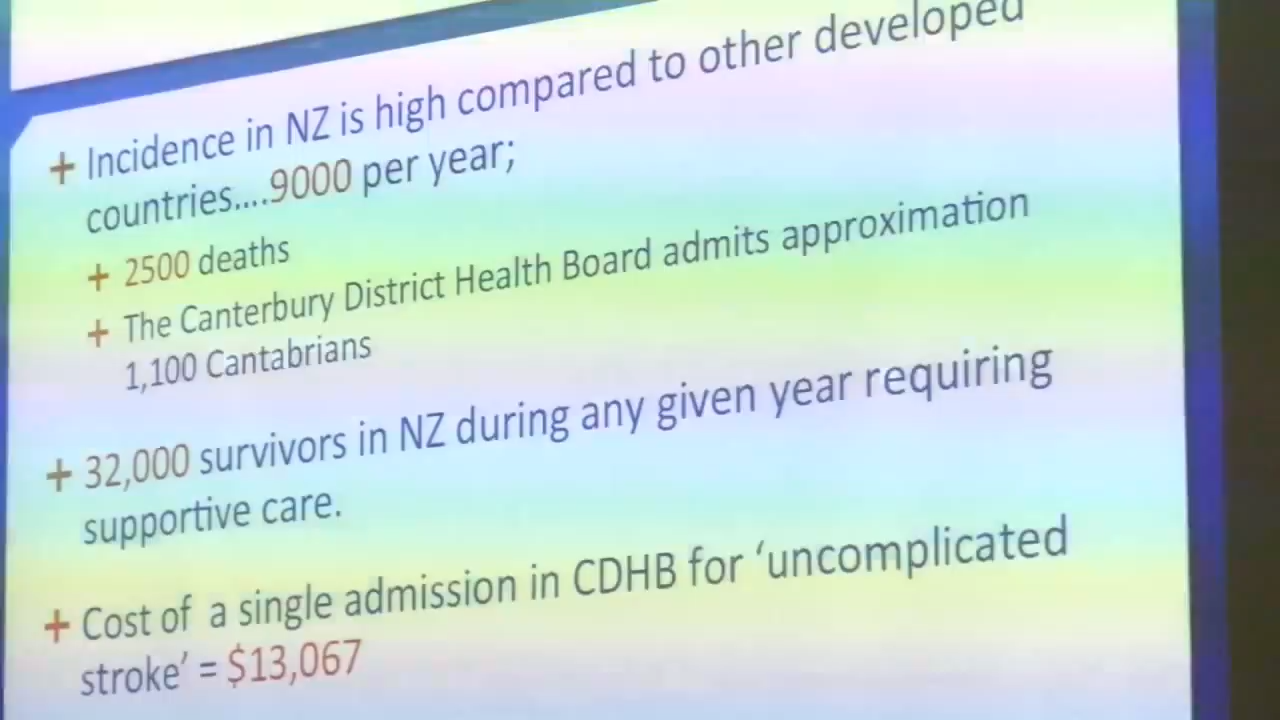 + Incidence in NZ is high compared to other developed
countries....9000 per year;
+ 2500 deaths
+ The Canterbury District Health Board admits approximation
1,100 Cantabrians
+ 32,000 survivors in NZ during any given year requiring
supportive care.
+ Cost of a single admission in CDHB for ‘uncomplicated
stroke’ = $13,067